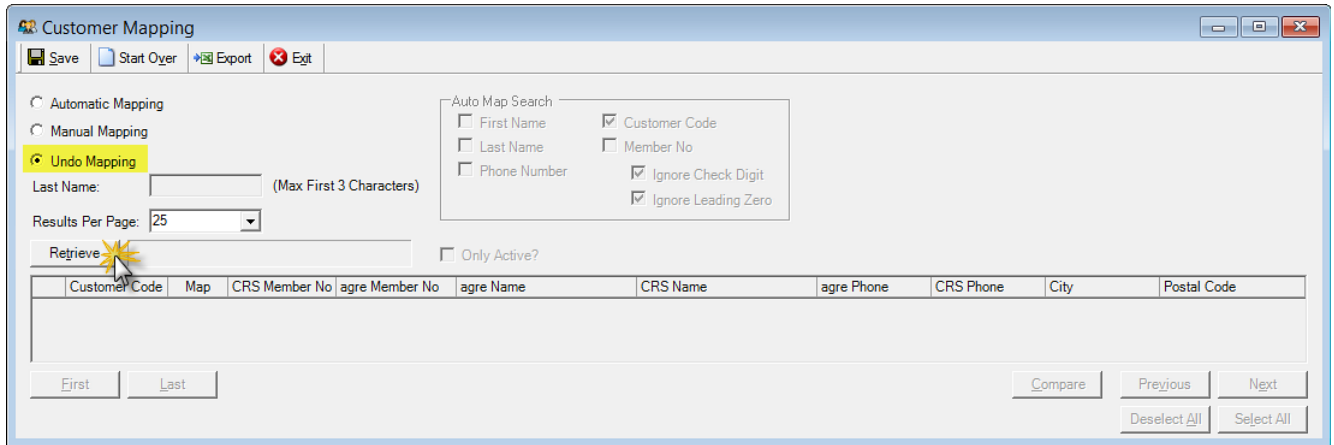 Customer Mapping
Save Start Over Export Exit
Automatic Mapping
Manual Mapping
Undo Mapping
Last Name: (Max First 3 Characters)
Results Per Page: 25
Auto Map Search
First Name Customer Code
Last Name Member No
Phone Number Ignore Check Digit
Ignore Leading Zero
Retrieve Only Active?
Customer Code Map CRS Member No agre Member No agre Name CRS Name agre Phone CRS Phone City Postal Code
First Last Compare Previous Next
Deselect All Select All